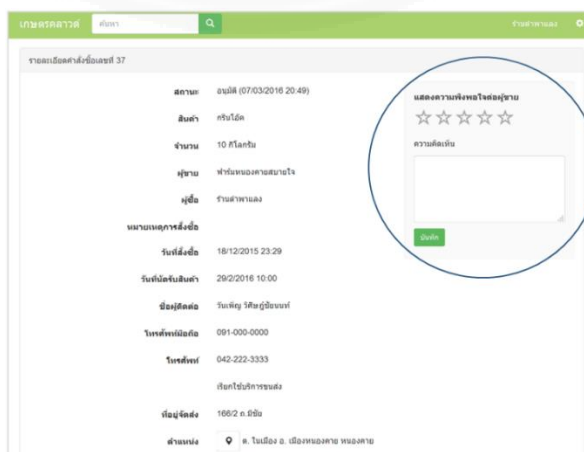 เกษตรคลาวด์ ค้นหา ร้านตำพาแลง
รายละเอียดคำสั่งซื้อเลขที่ 37
สถานะ อนุมัติ (07/03/2016 20:49)
สินค้า กรีนโอ๊ค
จำนวน 10 กิโลกรัม
ผู้ขาย ฟาร์มหนองคายสบายใจ
ผู้ซื้อ ร้านตำพาแลง
หมายเหตุการสั่งซื้อ
วันที่สั่งซื้อ 18/12/2015 23:29
วันที่นัดรับสินค้า 29/2/2016 10:00
ชื่อผู้ติดต่อ วันเพ็ญ
โทรศัพท์มือถือ 091-000-0000
โทรศัพท์ 042-222-3333
เรียกใช้บริการขนส่ง
ที่อยู่จัดส่ง 166/2 ถ.มีชัย
ตำแหน่ง ต. ในเมือง อ. เมืองหนองคาย หนองคาย
แสดงความพึงพอใจต่อผู้ขาย
ความคิดเห็น
บันทึก